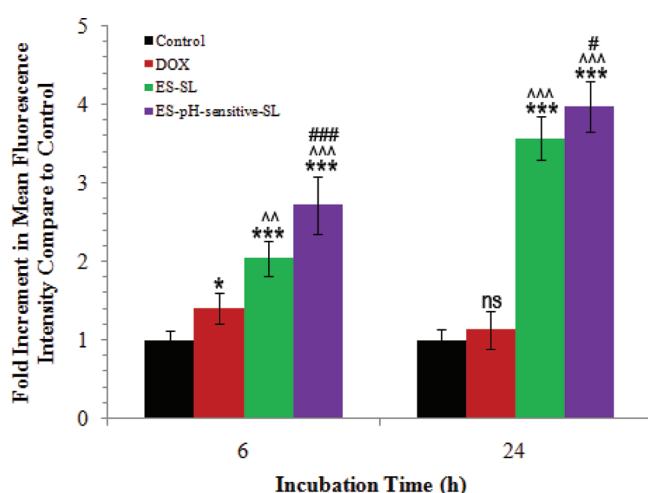 Fold Increment in Mean Fluorescence
Intensity Compare to Control
5
4
3
2
1
0
Control
DOX
ES-SL
ES-pH-sensitive-SL
*
^^
***
###
^^^
***
ns
^^^
***
#
^^^
***
6
24
Incubation Time (h)